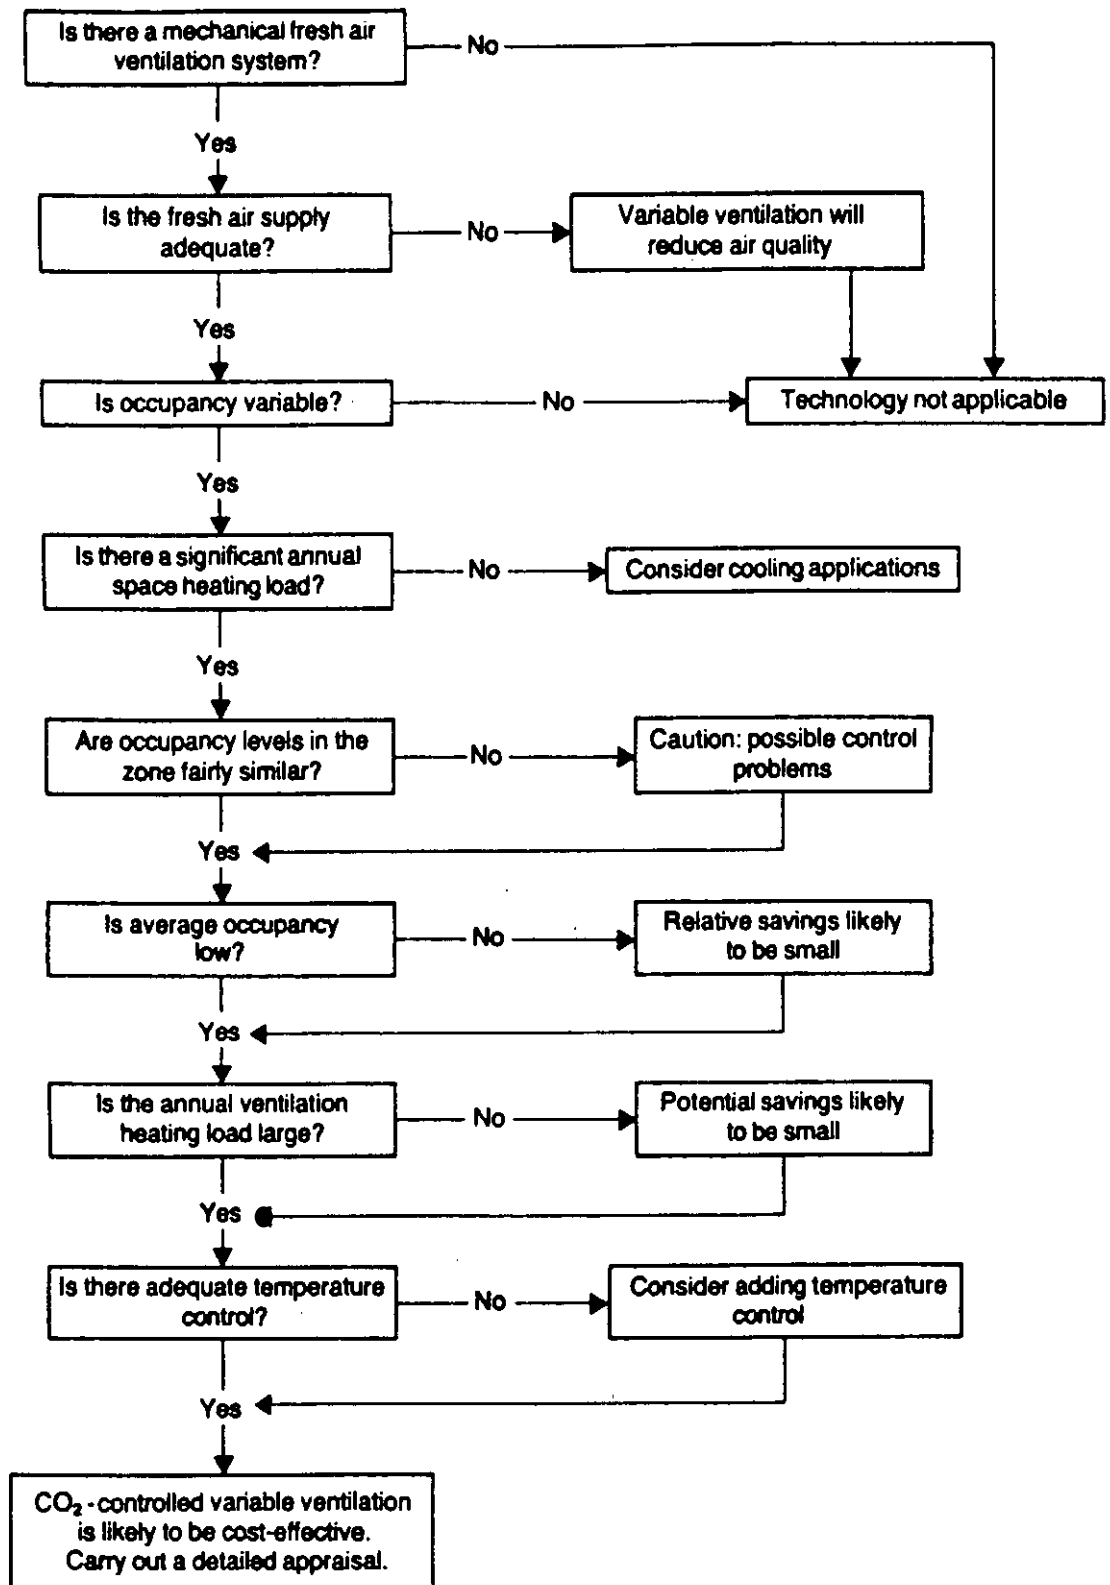 Is there a mechanical fresh air
ventilation system?
No
Yes
Is the fresh air supply
adequate?
No
Variable ventilation will
reduce air quality
Yes
Is occupancy variable?
No
Technology not applicable
Yes
Is there a significant annual
space heating load?
No
Consider cooling applications
Yes
Are occupancy levels in the
zone fairly similar?
No
Caution: possible control
problems
Yes
Is average occupancy
low?
No
Relative savings likely
to be small
Yes
Is the annual ventilation
heating load large?
No
Potential savings likely
to be small
Yes
Is there adequate temperature
control?
No
Consider adding temperature
control
Yes
CO₂ - controlled variable ventilation
is likely to be cost-effective.
Carry out a detailed appraisal.